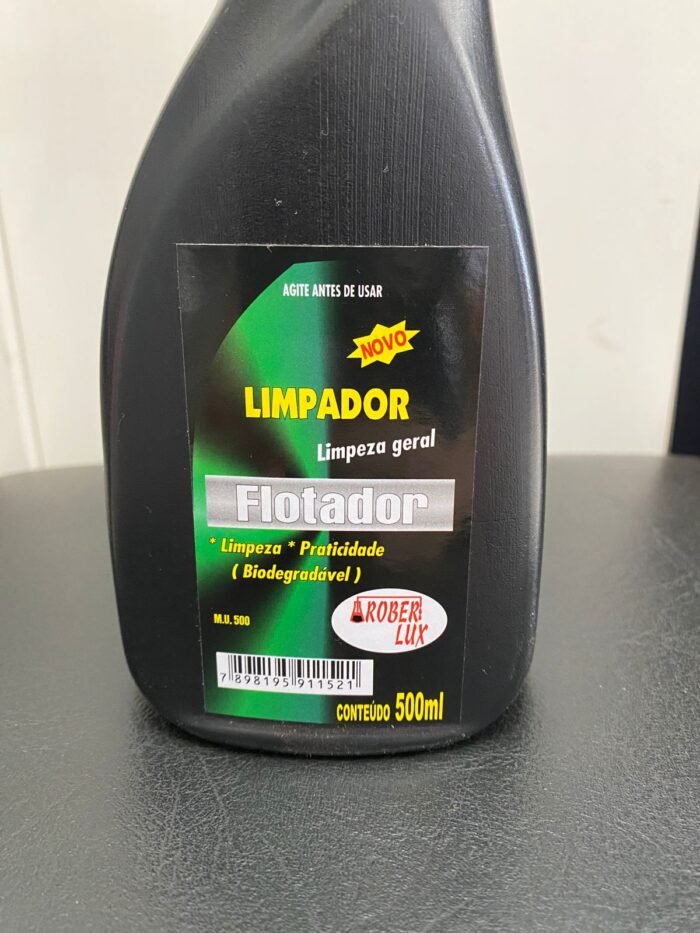 AGITE ANTES DE USAR
NOVO
LIMPADOR
Limpeza geral
Flotador
* Limpeza * Praticidade
( Biodegradável )
M.U. 500
ROBER
LUX
7 898195 911521
CONTEÚDO 500ml